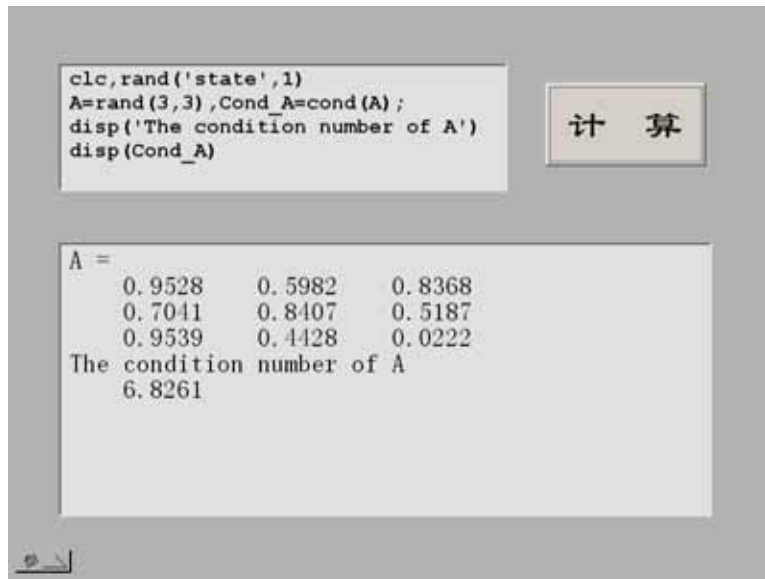 clc,rand('state',1)
A=rand(3,3),Cond_A=cond(A);
disp('The condition number of A')
disp(Cond_A)
计 算
A =
0.9528 0.5982 0.8368
0.7041 0.8407 0.5187
0.9539 0.4428 0.0222
The condition number of A
6.8261